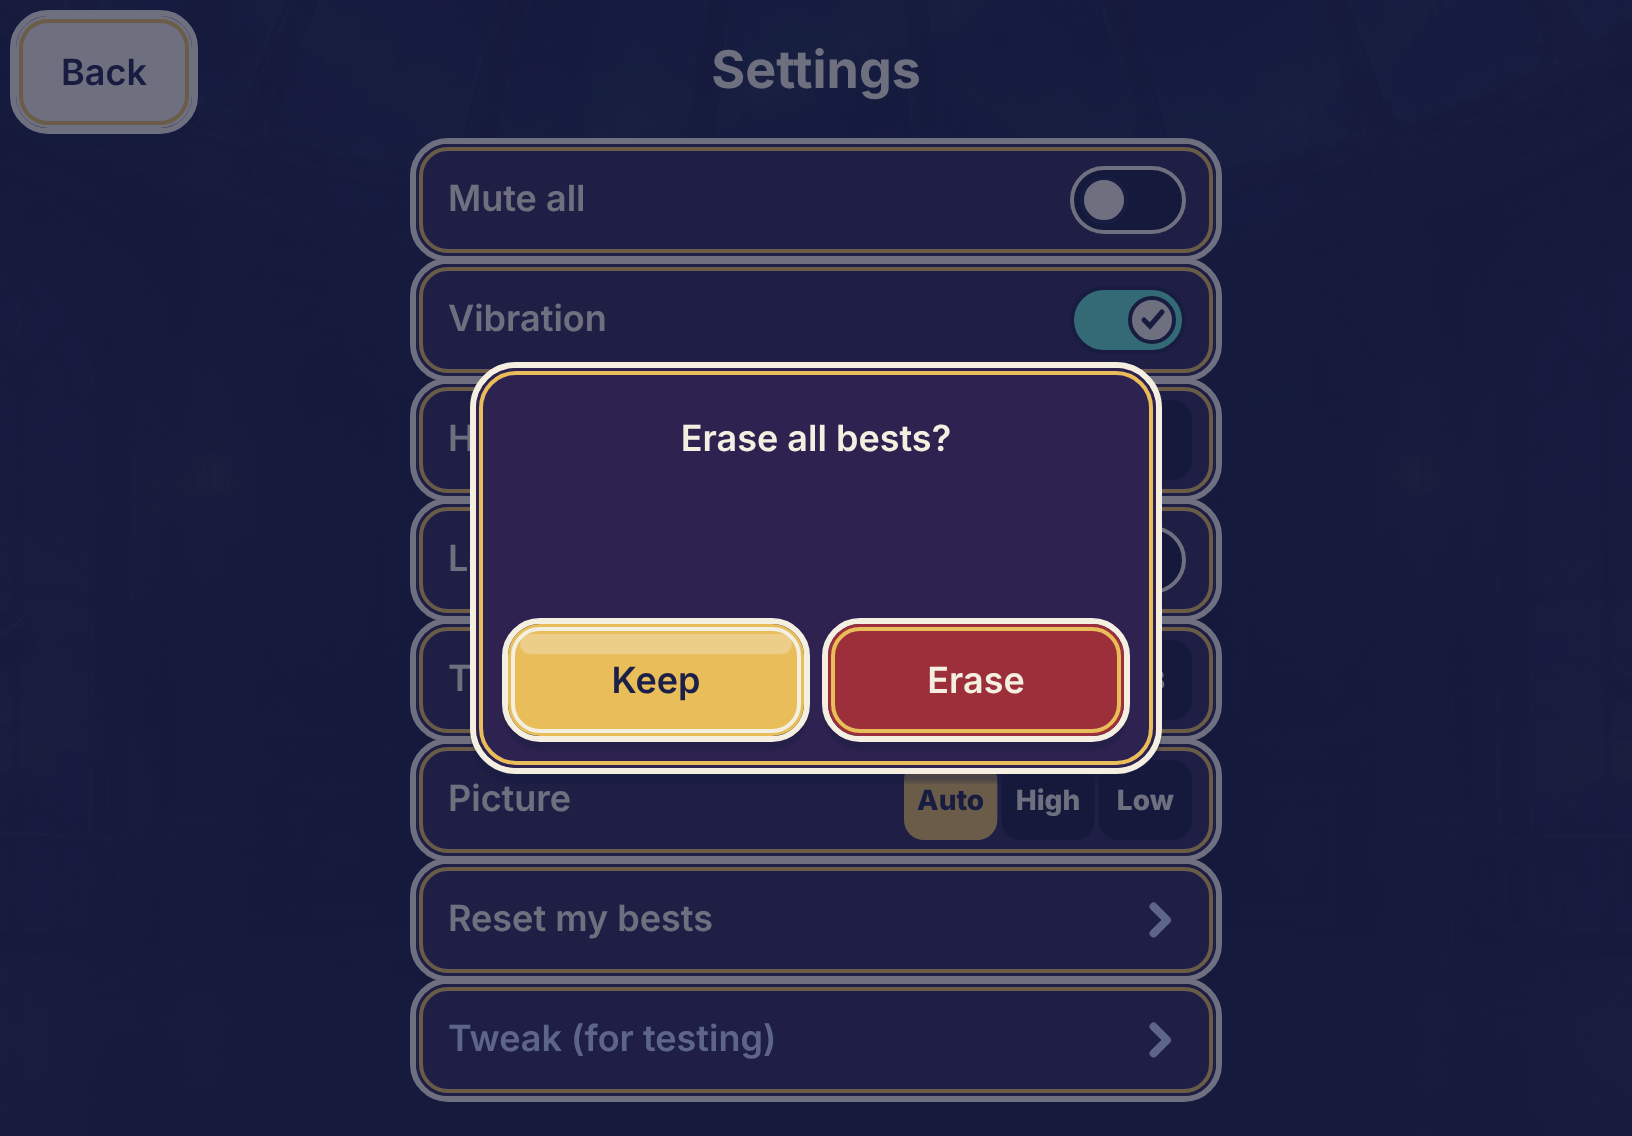 Back
Settings
Mute all
Vibration
Erase all bests?
Keep
Erase
Picture
Auto
High
Low
Reset my bests
Tweak (for testing)